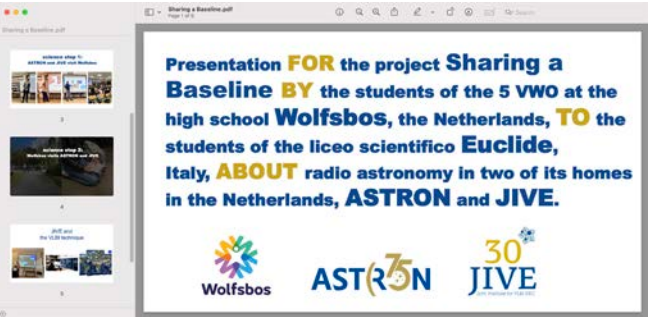 Sharing a Baseline.pdf
Page 1 of 8
Sharing a Baseline.pdf
science stop 1:
ASTRON and JIVE visit Wolfsbos
3
science stop 2:
Wolfsbos visits ASTRON and JIVE
4
JIVE and
the VLBI technique
Presentation FOR the project Sharing a
Baseline BY the students of the 5 VWO at the
high school Wolfsbos, the Netherlands, TO the
students of the liceo scientifico Euclide,
Italy, ABOUT radio astronomy in two of its homes
in the Netherlands, ASTRON and JIVE.
Wolfsbos
ASTRON
75
30
JIVE